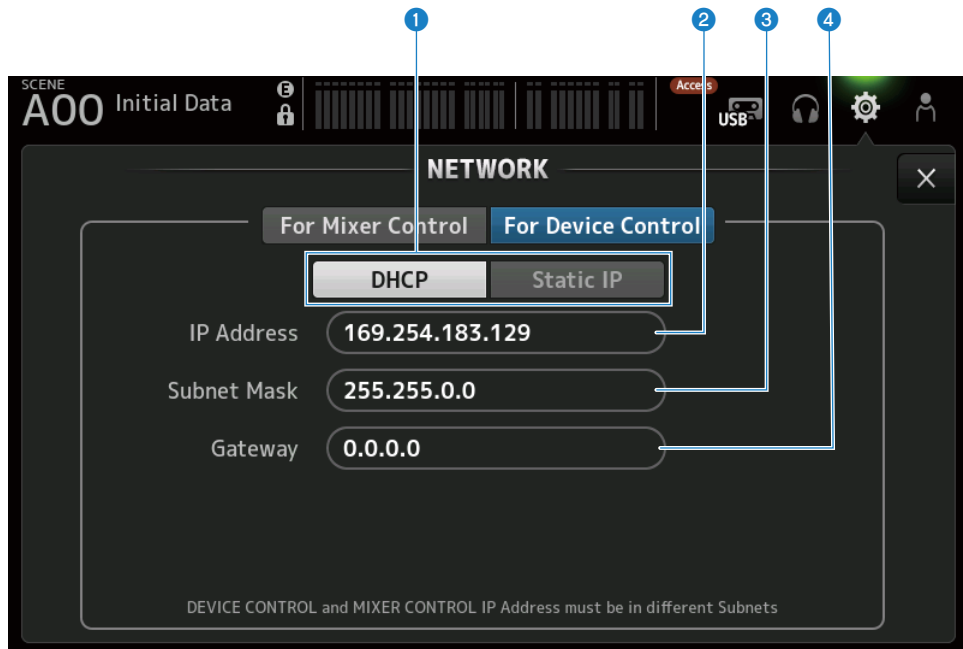 1 2 3 4
SCENE
A00 Initial Data E Access USB
NETWORK
For Mixer Control For Device Control
DHCP Static IP
IP Address 169.254.183.129
Subnet Mask 255.255.0.0
Gateway 0.0.0.0
DEVICE CONTROL and MIXER CONTROL IP Address must be in different Subnets